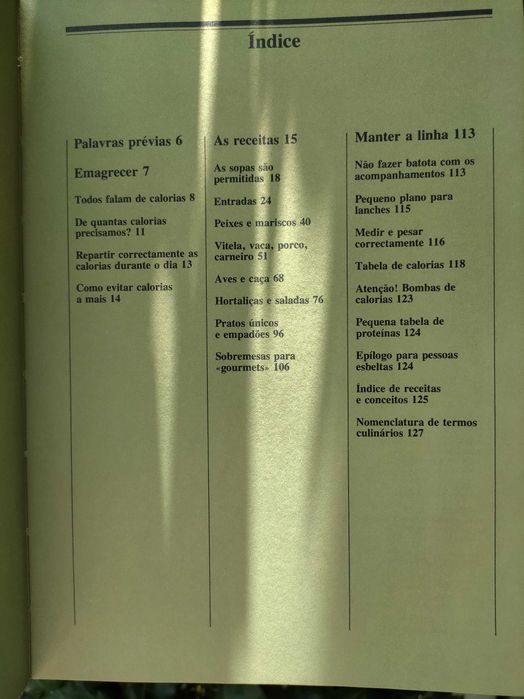 Índice
Palavras prévias 6
Emagrecer 7
Todos falam de calorias 8
De quantas calorias
precisamos? 11
Repartir correctamente as
calorias durante o dia 13
Como evitar calorias
a mais 14
As receitas 15
As sopas são
permitidas 18
Entradas 24
Peixes e mariscos 40
Vitela, vaca, porco,
carneiro 51
Aves e caça 68
Hortaliças e saladas 76
Pratos únicos
e empadões 96
Sobremesas para
«gourmets» 106
Manter a linha 113
Não fazer batota com os
acompanhamentos 113
Pequeno plano para
lanches 115
Medir e pesar
correctamente 116
Tabela de calorias 118
Atenção! Bombas de
calorias 123
Pequena tabela de
proteínas 124
Epílogo para pessoas
esbeltas 124
Índice de receitas
e conceitos 125
Nomenclatura de termos
culinários 127